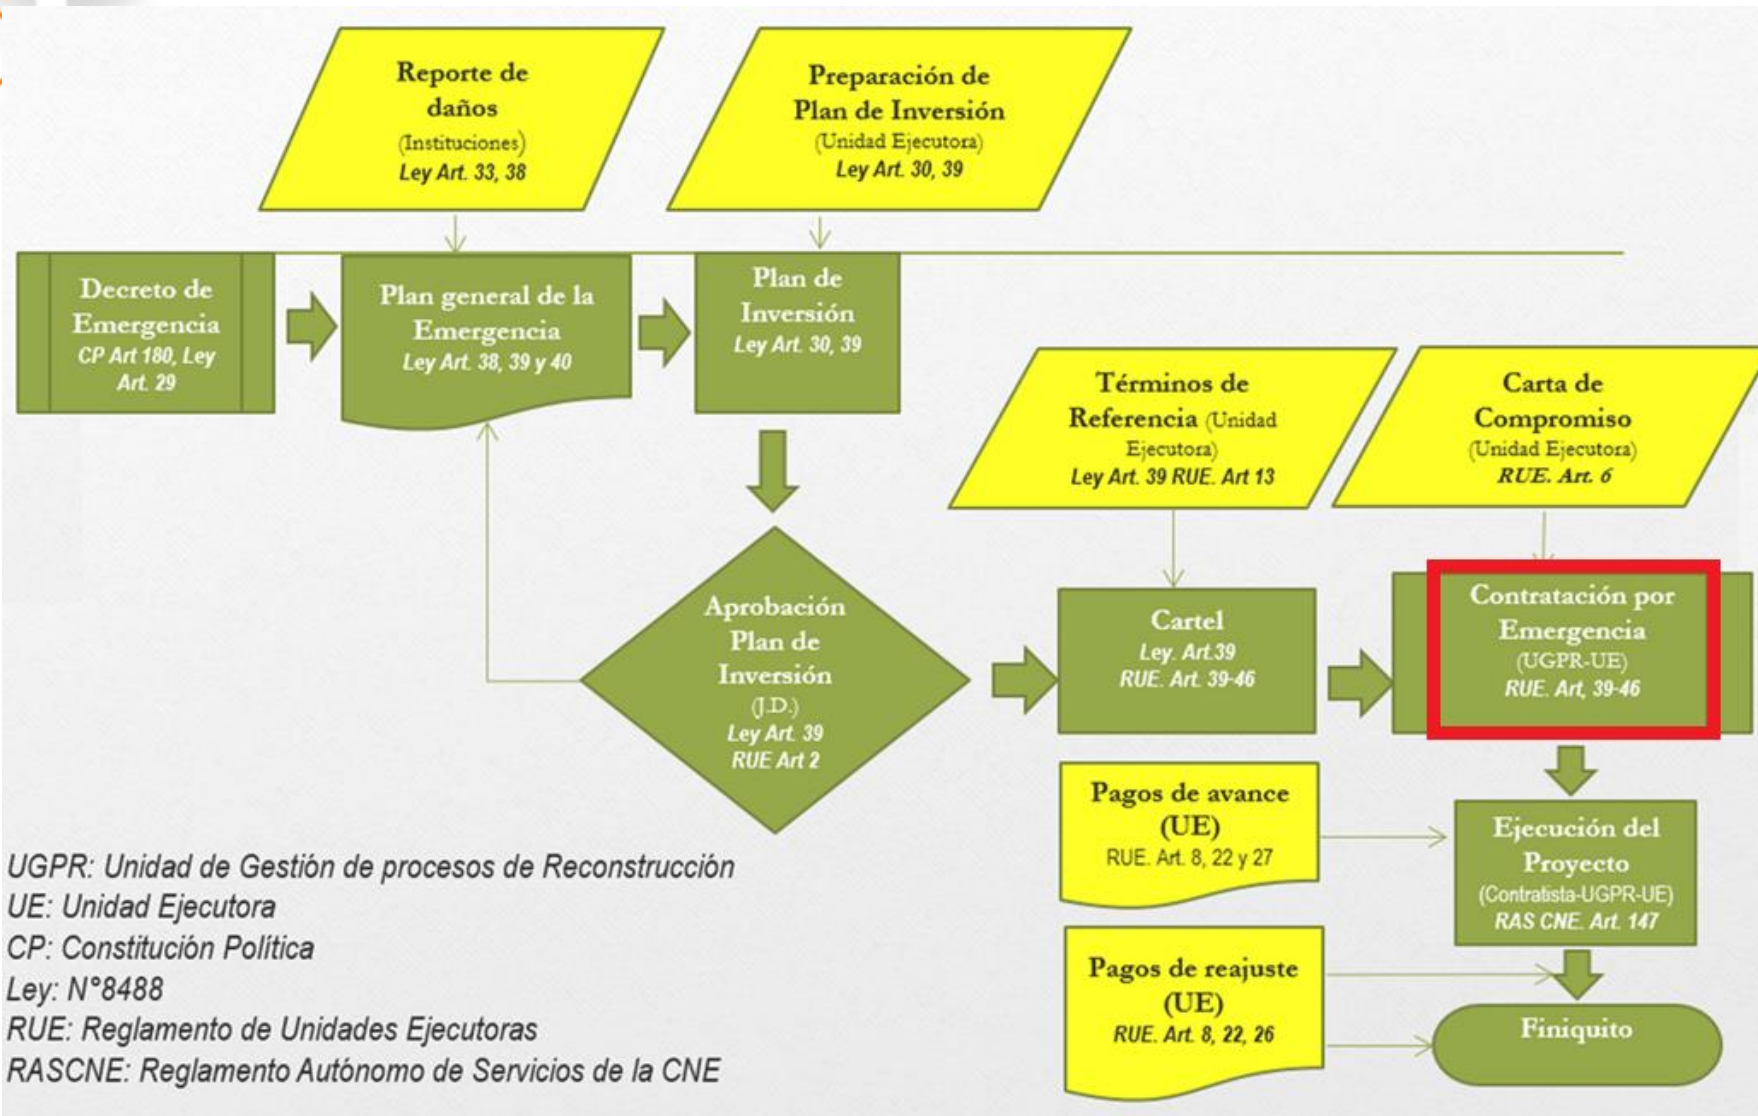 Reporte de
daños
(Instituciones)
Ley Art. 33, 38
Preparación de
Plan de Inversión
(Unidad Ejecutora)
Ley Art. 30, 39
Decreto de
Emergencia
CP Art 180, Ley
Art. 29
Plan general de la
Emergencia
Ley Art. 38, 39 y 40
Plan de
Inversión
Ley Art. 30, 39
Términos de
Referencia (Unidad
Ejecutora)
Ley Art. 39 RUE. Art 13
Carta de
Compromiso
(Unidad Ejecutora)
RUE. Art. 6
Aprobación
Plan de
Inversión
(J.D.)
Ley Art. 39
RUE Art 2
Cartel
Ley. Art.39
RUE. Art. 39-46
Contratación por
Emergencia
(UGPR-UE)
RUE. Art, 39-46
Pagos de avance
(UE)
RUE. Art. 8, 22 y 27
Ejecución del
Proyecto
(Contratista-UGPR-UE)
RAS CNE. Art. 147
Pagos de reajuste
(UE)
RUE. Art. 8, 22, 26
Finiquito
UGPR: Unidad de Gestión de procesos de Reconstrucción
UE: Unidad Ejecutora
CP: Constitución Política
Ley: N°8488
RUE: Reglamento de Unidades Ejecutoras
RASCNE: Reglamento Autónomo de Servicios de la CNE